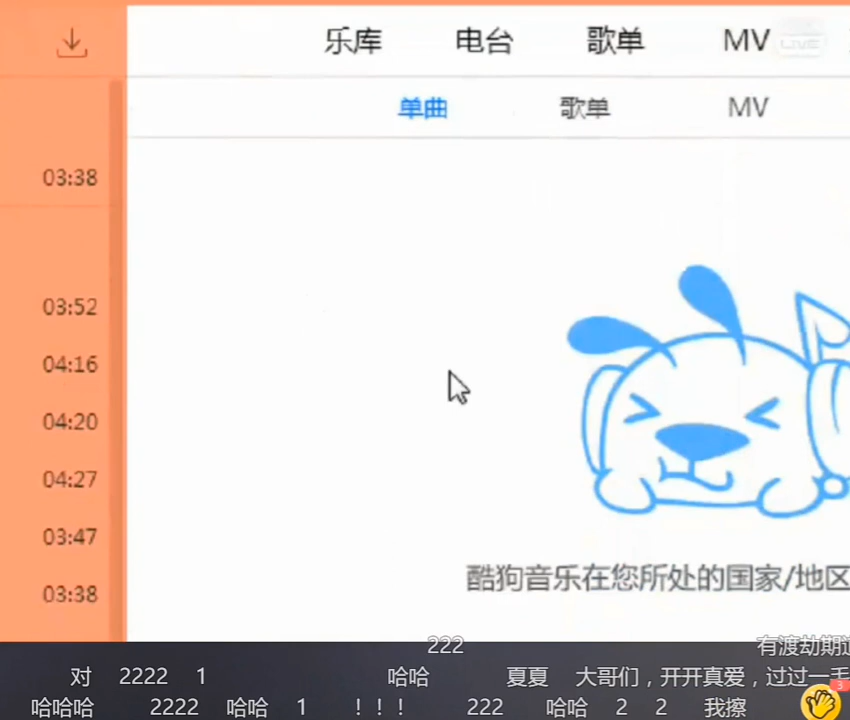 乐库 电台 歌单 MV LIVE
单曲 歌单 MV
03:38
03:52
04:16
04:20
04:27
03:47
03:38
酷狗音乐在您所处的国家/地区
222 有渡劫期
对 2222 1 哈哈 夏夏 大哥们，开开真爱，过过一手
哈哈哈 2222 哈哈 1 ！！！ 222 哈哈 2 2 我擦
3